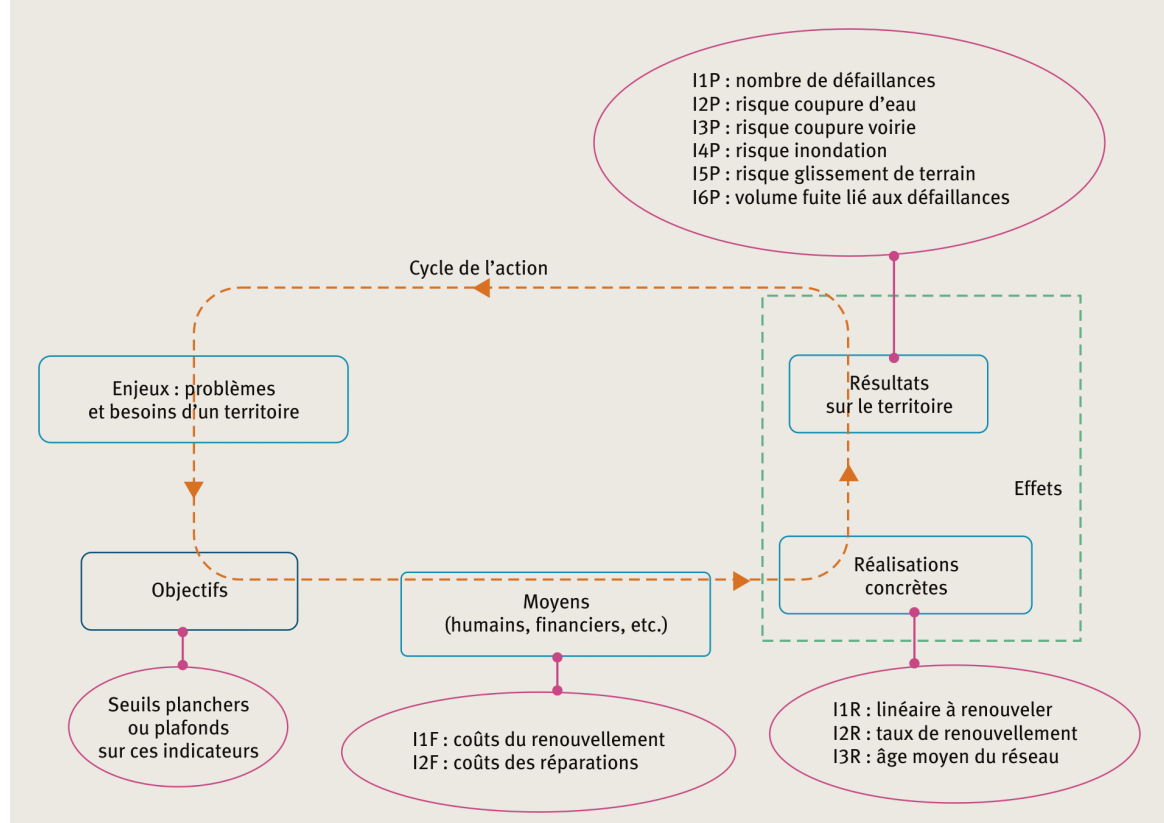 I1P : nombre de défaillances
I2P : risque coupure d’eau
I3P : risque coupure voirie
I4P : risque inondation
I5P : risque glissement de terrain
I6P : volume fuite lié aux défaillances
Cycle de l’action
Enjeux : problèmes
et besoins d’un territoire
Résultats
sur le territoire
Effets
Objectifs
Moyens
(humains, financiers, etc.)
Réalisations
concrètes
Seuils planchers
ou plafonds
sur ces indicateurs
I1F : coûts du renouvellement
I2F : coûts des réparations
I1R : linéaire à renouveler
I2R : taux de renouvellement
I3R : âge moyen du réseau